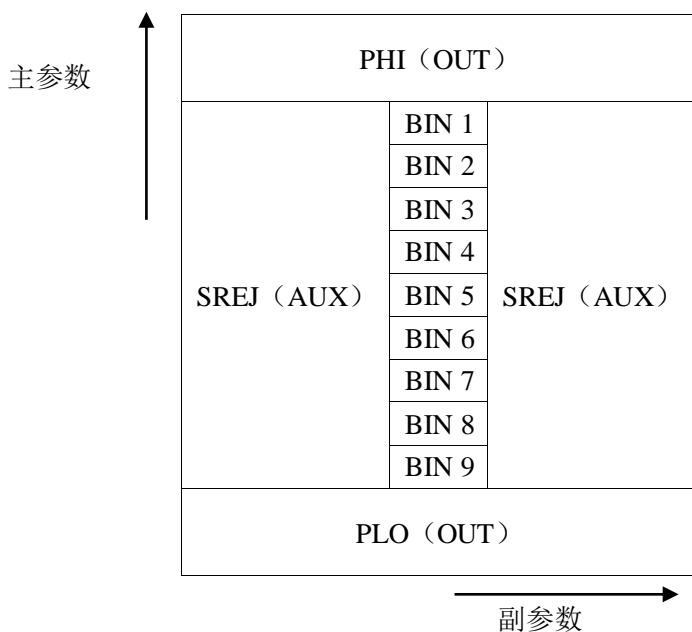 PHI（OUT）
主参数
BIN 1
BIN 2
BIN 3
BIN 4
SREJ（AUX） BIN 5 SREJ（AUX）
BIN 6
BIN 7
BIN 8
BIN 9
PLO（OUT）
副参数